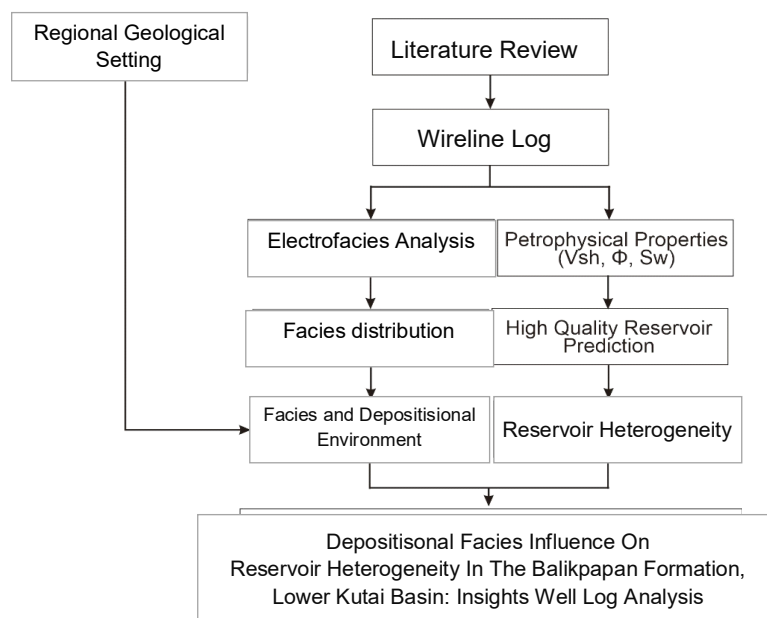 Regional Geological
Setting
Literature Review
Wireline Log
Electrofacies Analysis
Petrophysical Properties
(Vsh, Φ, Sw)
Facies distribution
High Quality Reservoir
Prediction
Facies and Depositisional
Environment
Reservoir Heterogeneity
Depositisonal Facies Influence On
Reservoir Heterogeneity In The Balikpapan Formation,
Lower Kutai Basin: Insights Well Log Analysis